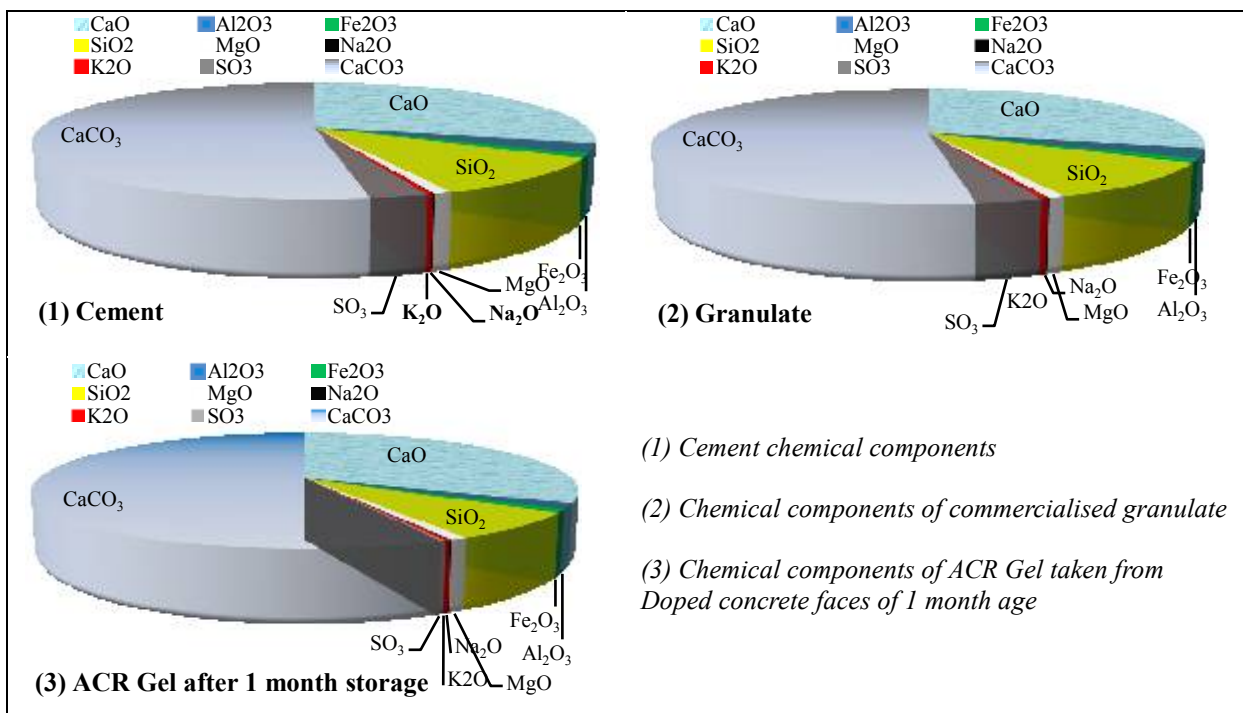 CaO Al2O3 Fe2O3
SiO2 MgO Na2O
K2O SO3 CaCO3
CaO
CaCO₃
SiO₂
Fe₂O₃
MgO
SO₃ K₂O Na₂O Al₂O₃
(1) Cement
CaO Al2O3 Fe2O3
SiO2 MgO Na2O
K2O SO3 CaCO3
CaO
CaCO₃
SiO₂
Fe₂O₃
Na₂O
K2O
SO₃ MgO Al₂O₃
(2) Granulate
CaO Al2O3 Fe2O3
SiO2 MgO Na2O
K2O SO3 CaCO3
CaO
CaCO₃
SiO₂
Fe₂O₃
SO₃ Na₂O Al₂O₃
K2O MgO
(3) ACR Gel after 1 month storage
(1) Cement chemical components
(2) Chemical components of commercialised granulate
(3) Chemical components of ACR Gel taken from
Doped concrete faces of 1 month age